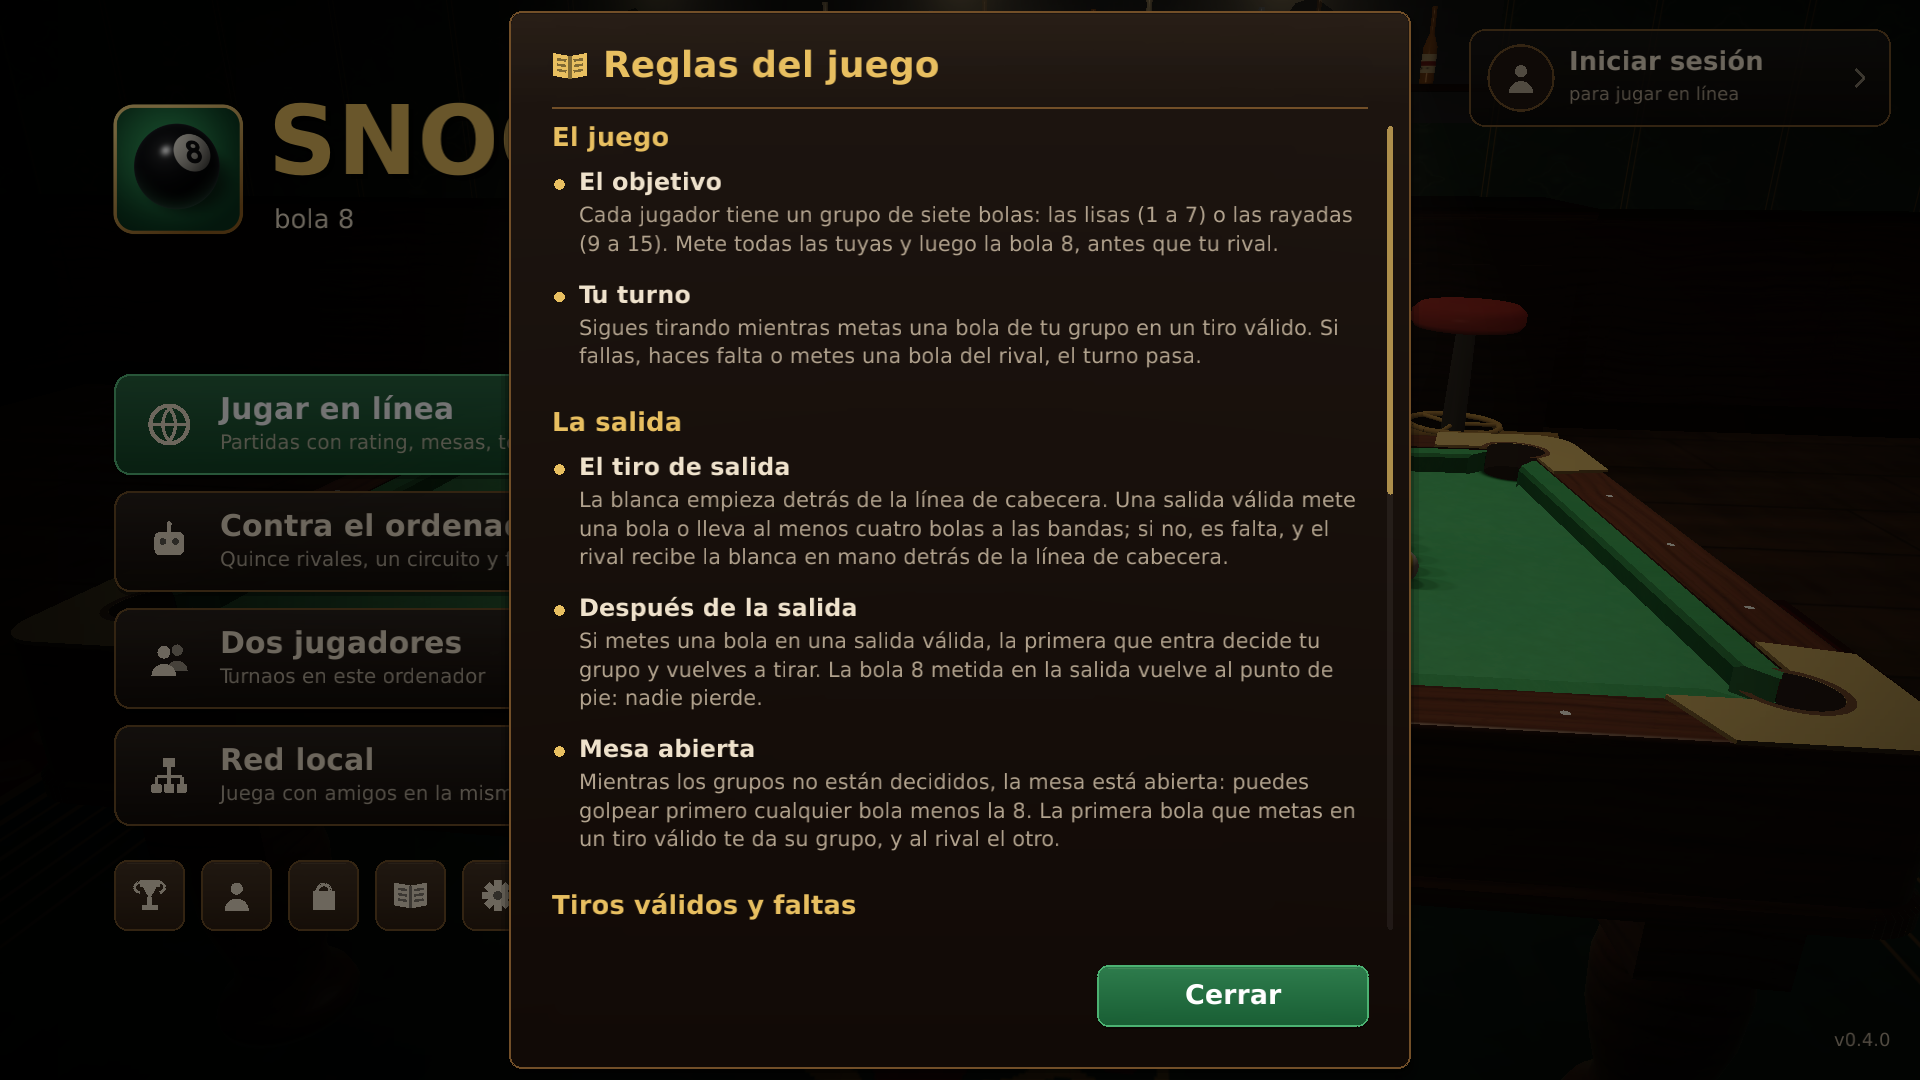 Reglas del juego
El juego
El objetivo
Cada jugador tiene un grupo de siete bolas: las lisas (1 a 7) o las rayadas
(9 a 15). Mete todas las tuyas y luego la bola 8, antes que tu rival.
Tu turno
Sigues tirando mientras metas una bola de tu grupo en un tiro válido. Si
fallas, haces falta o metes una bola del rival, el turno pasa.
La salida
El tiro de salida
La blanca empieza detrás de la línea de cabecera. Una salida válida mete
una bola o lleva al menos cuatro bolas a las bandas; si no, es falta, y el
rival recibe la blanca en mano detrás de la línea de cabecera.
Después de la salida
Si metes una bola en una salida válida, la primera que entra decide tu
grupo y vuelves a tirar. La bola 8 metida en la salida vuelve al punto de
pie: nadie pierde.
Mesa abierta
Mientras los grupos no están decididos, la mesa está abierta: puedes
golpear primero cualquier bola menos la 8. La primera bola que metas en
un tiro válido te da su grupo, y al rival el otro.
Tiros válidos y faltas
Cerrar
8
SNO
bola 8
Jugar en línea
Partidas con rating, mesas,
Contra el
Quince rivales, un circuito y
Dos jugadores
Turnaos en este ordenador
Red local
Juega con amigos en la
Iniciar sesión
para jugar en línea
v0.4.0